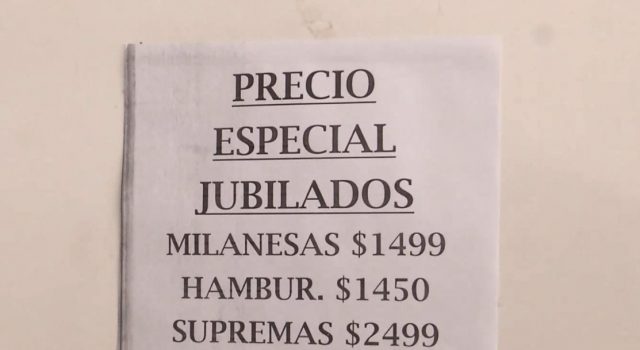 PRECIO
ESPECIAL
JUBILADOS
MILANESAS $1499
HAMBUR. $1450
SUPREMAS $2499